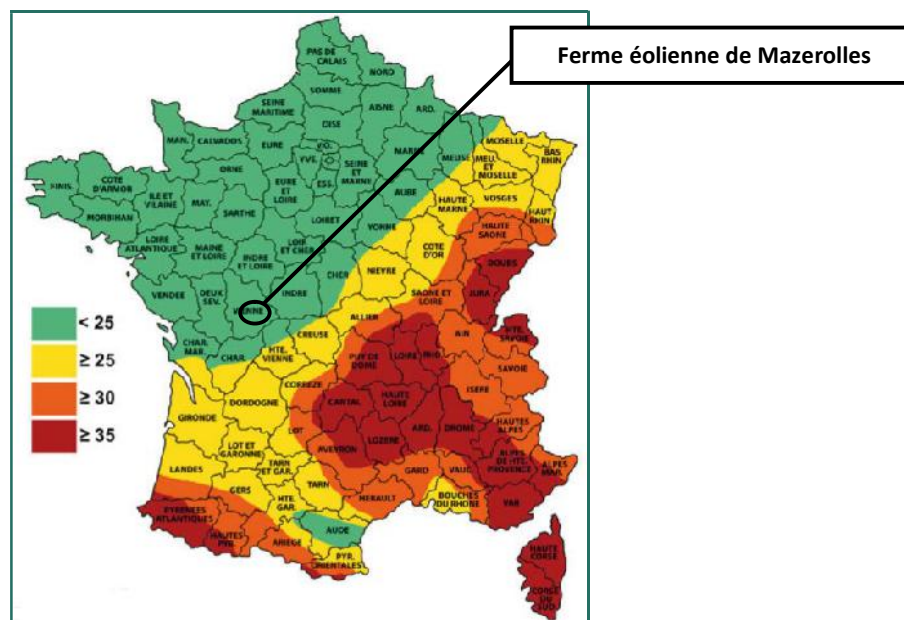 Ferme éolienne de Mazerolles
PAS DE
CALAIS
NORD
SOMME
SEINE
MARITIME
AISNE
ARD.
OISE
MAN.
CALVADOS
EURE
V.O.
YVE.
ESS.
SEINE
ET
MARNE
MARNE
MEUSE
MOSELLE
MEU.
ET
MOSELLE
BAS
RHIN
FINIS.
COTE
D'ARMOR
MORBIHAN
ILE ET
VILAINE
MAY.
ORNE
SARTHE
EURE
ET
LOIRE
AUBE
HAUTE
MARNE
VOSGES
HAUT
RHIN
LOIRET
YONNE
LOIRE
ATLANTIQUE
MAINE
ET LOIRE
INDRE
ET LOIRE
LOIR
ET CHER
CHER
NIEVRE
COTE
D'OR
HAUTE
SAONE
DOUBS
JURA
VENDEE
DEUX
SEV.
VIENNE
INDRE
SAONE ET
LOIRE
ALLIER
CREUSE
CHAR.
MAR.
CHAR.
HTE.
VIENNE
PUY DE
DOME
LOIRE
RHO.
AIN
HTE.
SAVOIE
SAVOIE
ISERE
CORREZE
CANTAL
HAUTE
LOIRE
DORDOGNE
GIRONDE
LOT
LOT ET
GARONNE
AVEYRON
LOZERE
ARD.
DROME
HAUTES
ALPES
ALPES
DE HTE.
PROVENCE
ALPES
MAR.
LANDES
TARN
ET GAR.
TARN
GARD
VAUC.
GERS
HTE.
GAR.
HERAULT
BOUCHES
DU RHONE
VAR
PYRENEES
ATLANTIQUES
HAUTES
PYR.
ARIEGE
AUDE
PYR.
ORIENTALES
HAUTE
CORSE
CORSE
DU
SUD
< 25
≥ 25
≥ 30
≥ 35